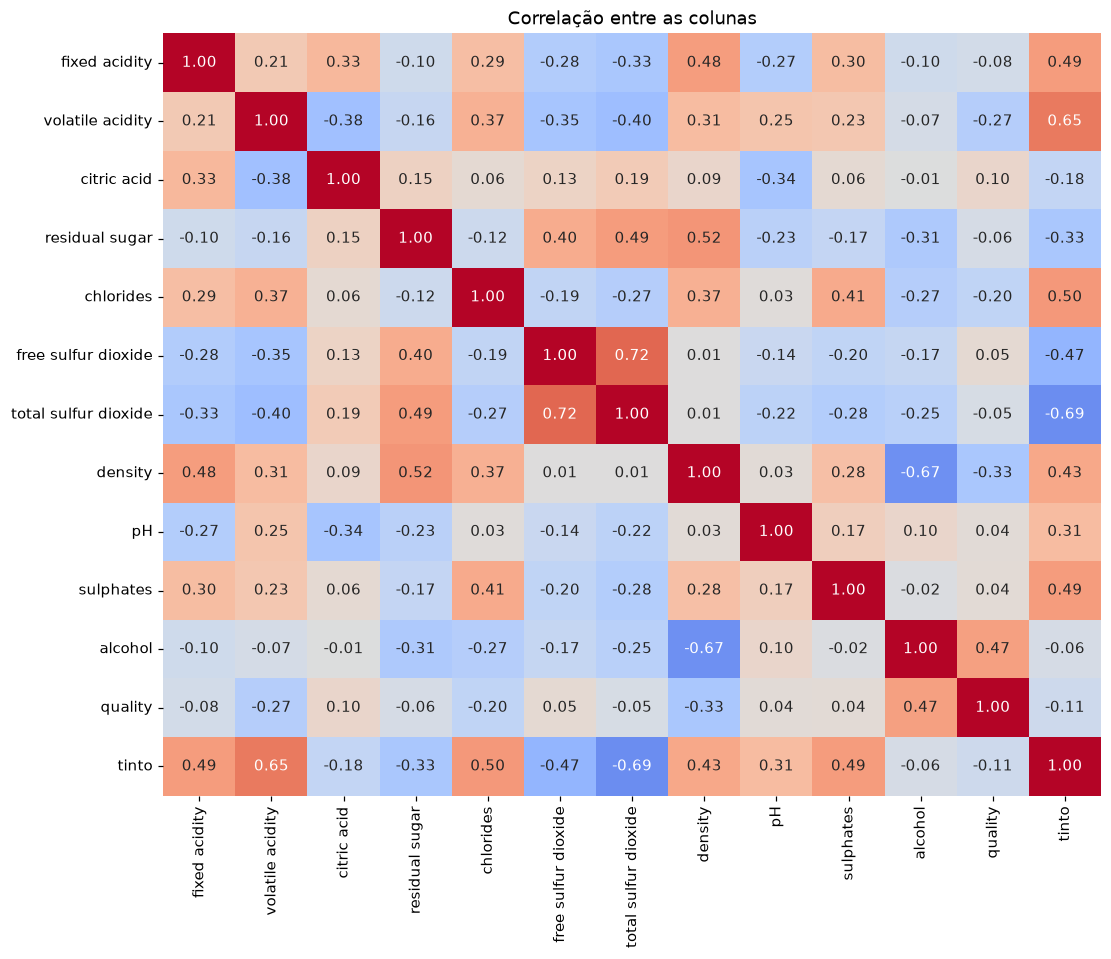 Correlação entre as colunas
fixed acidity 1.00 0.21 0.33 -0.10 0.29 -0.28 -0.33 0.48 -0.27 0.30 -0.10 -0.08 0.49
volatile acidity 0.21 1.00 -0.38 -0.16 0.37 -0.35 -0.40 0.31 0.25 0.23 -0.07 -0.27 0.65
citric acid 0.33 -0.38 1.00 0.15 0.06 0.13 0.19 0.09 -0.34 0.06 -0.01 0.10 -0.18
residual sugar -0.10 -0.16 0.15 1.00 -0.12 0.40 0.49 0.52 -0.23 -0.17 -0.31 -0.06 -0.33
chlorides 0.29 0.37 0.06 -0.12 1.00 -0.19 -0.27 0.37 0.03 0.41 -0.27 -0.20 0.50
free sulfur dioxide -0.28 -0.35 0.13 0.40 -0.19 1.00 0.72 0.01 -0.14 -0.20 -0.17 0.05 -0.47
total sulfur dioxide -0.33 -0.40 0.19 0.49 -0.27 0.72 1.00 0.01 -0.22 -0.28 -0.25 -0.05 -0.69
density 0.48 0.31 0.09 0.52 0.37 0.01 0.01 1.00 0.03 0.28 -0.67 -0.33 0.43
pH -0.27 0.25 -0.34 -0.23 0.03 -0.14 -0.22 0.03 1.00 0.17 0.10 0.04 0.31
sulphates 0.30 0.23 0.06 -0.17 0.41 -0.20 -0.28 0.28 0.17 1.00 -0.02 0.04 0.49
alcohol -0.10 -0.07 -0.01 -0.31 -0.27 -0.17 -0.25 -0.67 0.10 -0.02 1.00 0.47 -0.06
quality -0.08 -0.27 0.10 -0.06 -0.20 0.05 -0.05 -0.33 0.04 0.04 0.47 1.00 -0.11
tinto 0.49 0.65 -0.18 -0.33 0.50 -0.47 -0.69 0.43 0.31 0.49 -0.06 -0.11 1.00
fixed acidity
volatile acidity
citric acid
residual sugar
chlorides
free sulfur dioxide
total sulfur dioxide
density
pH
sulphates
alcohol
quality
tinto